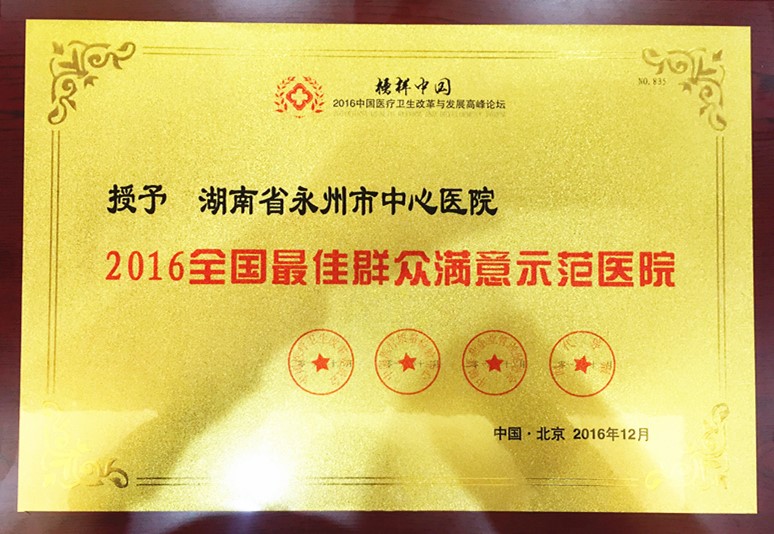 榜样中国
NO.835
2016中国医疗卫生改革与发展高峰论坛
授予 湖南省永州市中心医院
2016全国最佳群众满意示范医院
中国·北京 2016年12月